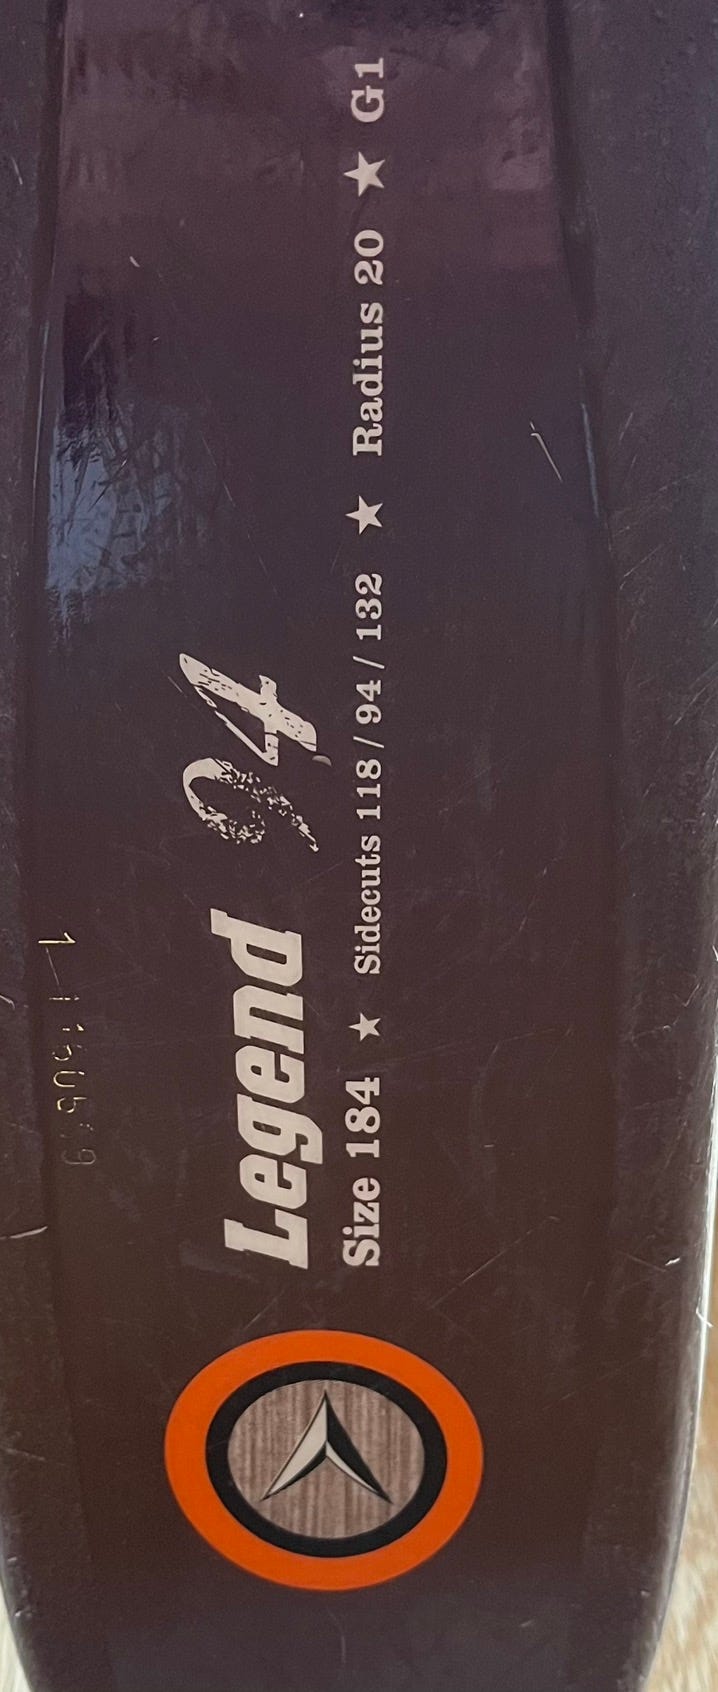 Legend 94
Size 184 ★ Sidecuts 118 / 94 / 132 ★ Radius 20 ★ G1